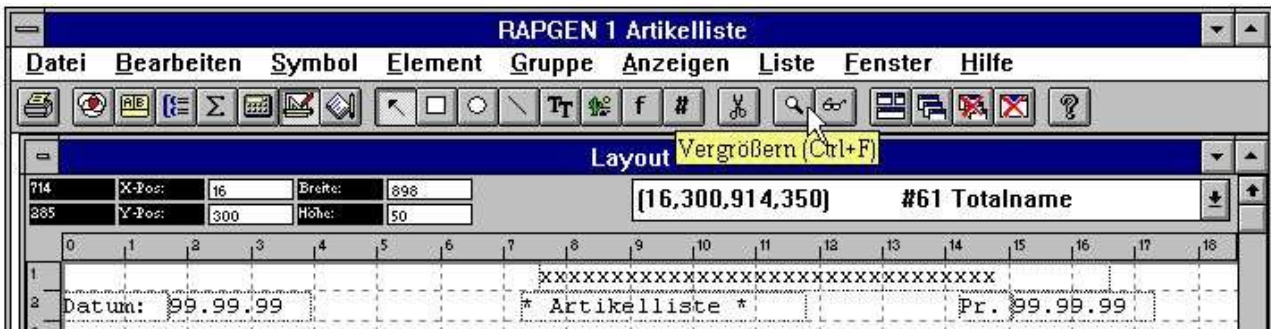 RAPGEN 1 Artikelliste
Datei Bearbeiten Symbol Element Gruppe Anzeigen Liste Fenster Hilfe
A|B Σ TT f # ?
Vergrößern (Ctrl+F)
Layout
714 X-Pos: 16 Breite: 898
285 Y-Pos: 300 Höhe: 50
(16,300,914,350) #61 Totalname
0 1 2 3 4 5 6 7 8 9 10 11 12 13 14 15 16 17 18
1 xxxxxxxxxxxxxxxxxxxxxxxxxxxxxx
2 Datum: 99.99.99 * Artikelliste * Pr. 99.99.99